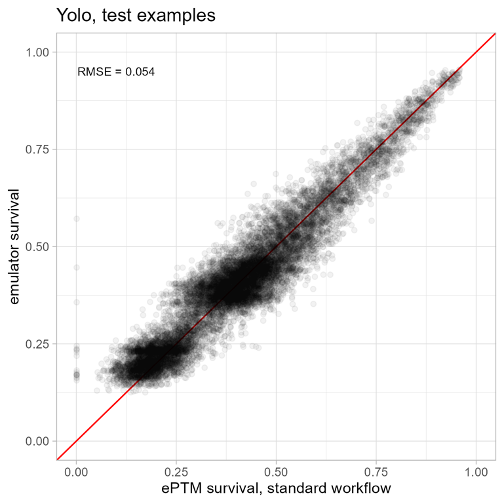 Yolo, test examples
RMSE = 0.054
1.00
0.75
0.50
0.25
0.00
emulator survival
0.00 0.25 0.50 0.75 1.00
ePTM survival, standard workflow